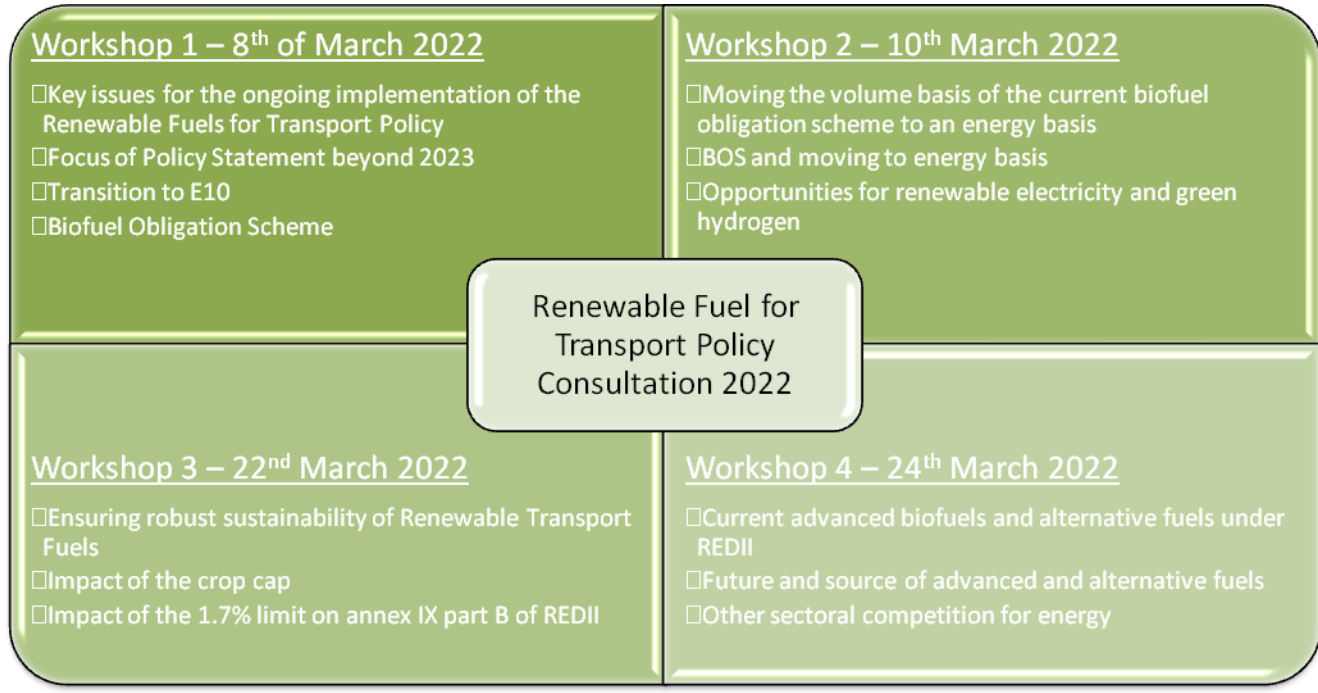 Workshop 1 – 8th of March 2022
□Key issues for the ongoing implementation of the
Renewable Fuels for Transport Policy
□Focus of Policy Statement beyond 2023
□Transition to E10
□Biofuel Obligation Scheme
Workshop 2 – 10th March 2022
□Moving the volume basis of the current biofuel
obligation scheme to an energy basis
□BOS and moving to energy basis
□Opportunities for renewable electricity and green
hydrogen
Renewable Fuel for
Transport Policy
Consultation 2022
Workshop 3 – 22nd March 2022
□Ensuring robust sustainability of Renewable Transport
Fuels
□Impact of the crop cap
□Impact of the 1.7% limit on annex IX part B of REDII
Workshop 4 – 24th March 2022
□Current advanced biofuels and alternative fuels under
REDII
□Future and source of advanced and alternative fuels
□Other sectoral competition for energy